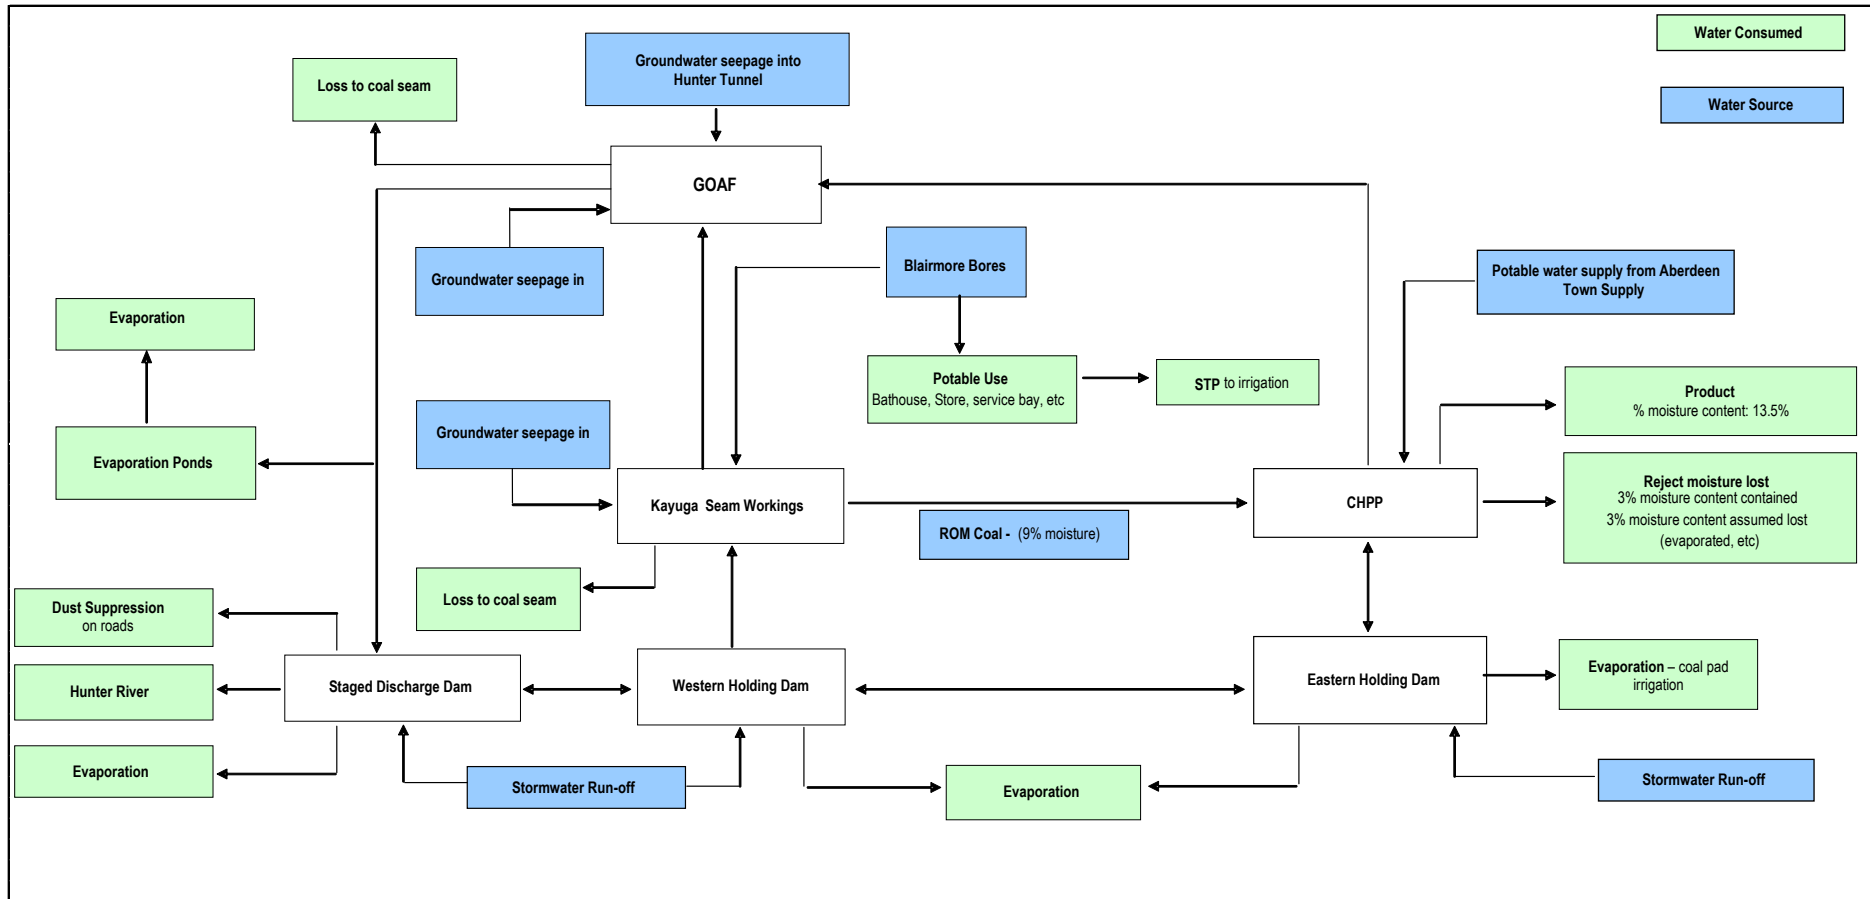 Water Consumed
Groundwater seepage into
Hunter Tunnel
Loss to coal seam
Water Source
GOAF
Blairmore Bores
Groundwater seepage in
Potable water supply from Aberdeen
Town Supply
Evaporation
Potable Use
Bathouse, Store, service bay, etc
STP to irrigation
Product
% moisture content: 13.5%
Groundwater seepage in
Evaporation Ponds
Reject moisture lost
3% moisture content contained
3% moisture content assumed lost
(evaporated, etc)
Kayuga Seam Workings
CHPP
ROM Coal - (9% moisture)
Loss to coal seam
Dust Suppression
on roads
Hunter River
Staged Discharge Dam
Western Holding Dam
Eastern Holding Dam
Evaporation – coal pad
irrigation
Evaporation
Stormwater Run-off
Evaporation
Stormwater Run-off